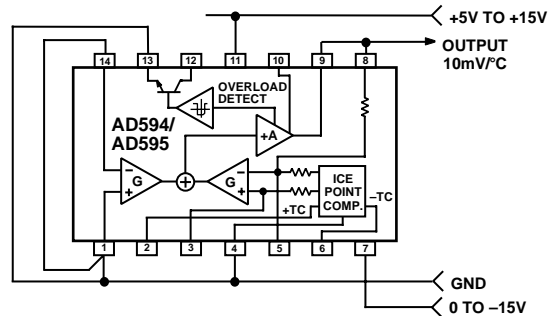 +5V TO +15V
OUTPUT
10mV/°C
14
13
12
11
10
9
8
OVERLOAD
DETECT
AD594/
AD595
+A
–
+
G
+
G
–
+
ICE
POINT
COMP.
–TC
+TC
1
2
3
4
5
6
7
GND
0 TO –15V